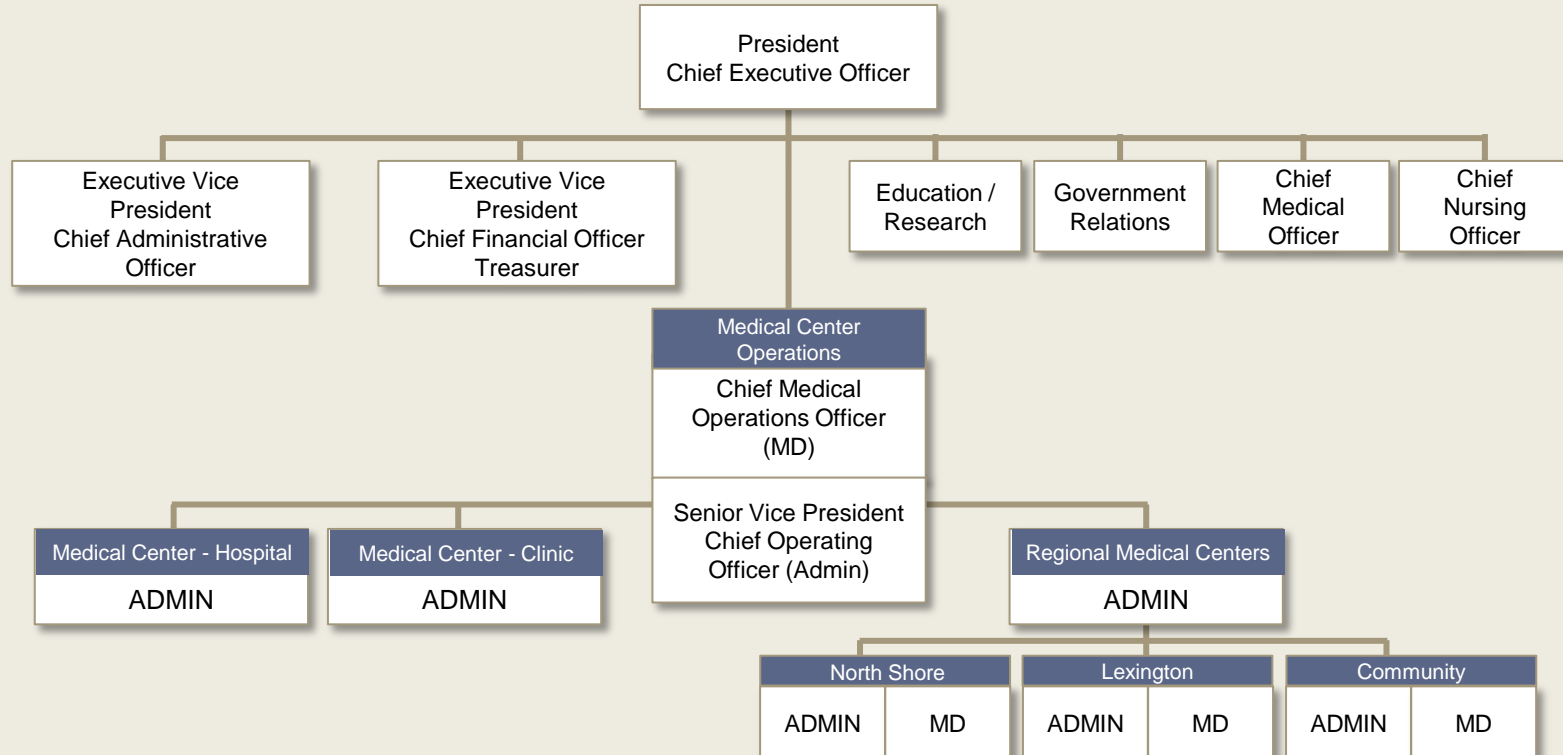 President
Chief Executive Officer
Executive Vice
President
Chief Administrative
Officer
Executive Vice
President
Chief Financial Officer
Treasurer
Education /
Research
Government
Relations
Chief
Medical
Officer
Chief
Nursing
Officer
Medical Center
Operations
Chief Medical
Operations Officer
(MD)
Senior Vice President
Chief Operating
Officer (Admin)
Medical Center - Hospital
ADMIN
Medical Center - Clinic
ADMIN
Regional Medical Centers
ADMIN
North Shore
ADMIN
MD
Lexington
ADMIN
MD
Community
ADMIN
MD